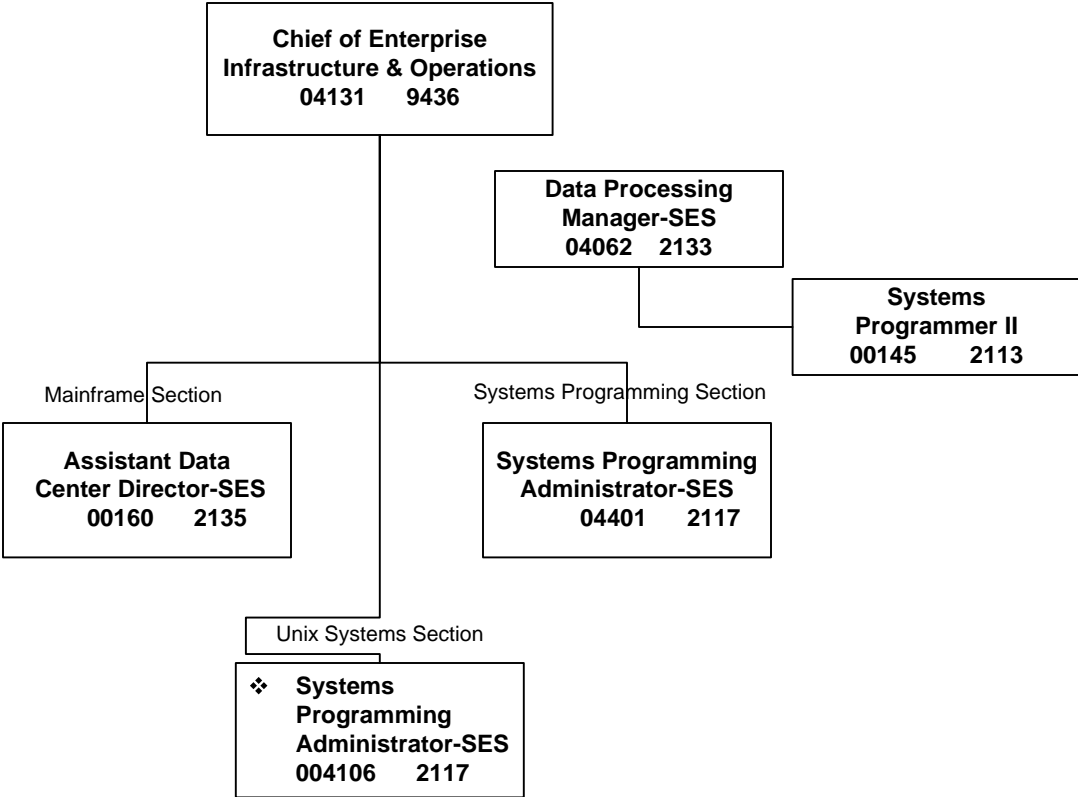 Chief of Enterprise
Infrastructure & Operations
04131 9436
Data Processing
Manager-SES
04062 2133
Systems
Programmer II
00145 2113
Mainframe Section
Systems Programming Section
Assistant Data
Center Director-SES
00160 2135
Systems Programming
Administrator-SES
04401 2117
Unix Systems Section
❖ Systems
Programming
Administrator-SES
004106 2117